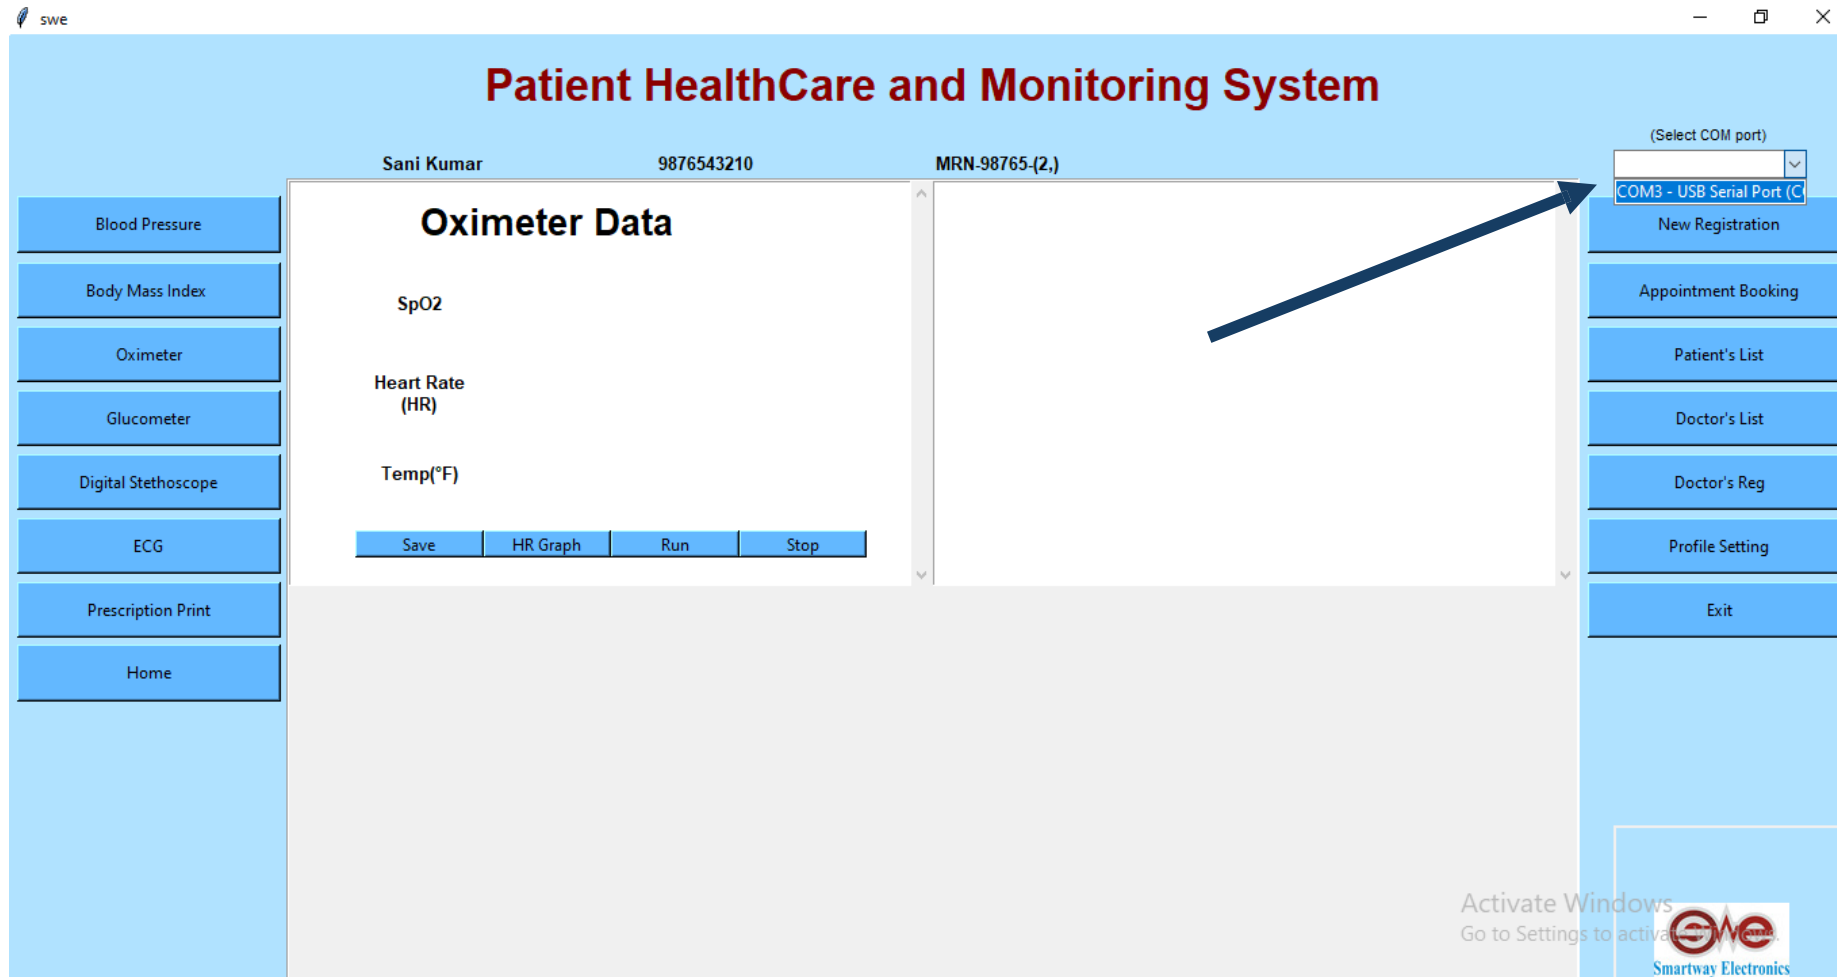 swe
Patient HealthCare and Monitoring System
(Select COM port)
Sani Kumar 9876543210 MRN-98765-(2,)
COM3 - USB Serial Port (C
Blood Pressure
Body Mass Index
Oximeter
Glucometer
Digital Stethoscope
ECG
Prescription Print
Home
Oximeter Data
SpO2
Heart Rate
(HR)
Temp(°F)
Save HR Graph Run Stop
New Registration
Appointment Booking
Patient's List
Doctor's List
Doctor's Reg
Profile Setting
Exit
Activate Windows
Go to Settings to activate Windows.
swe
Smartway Electronics